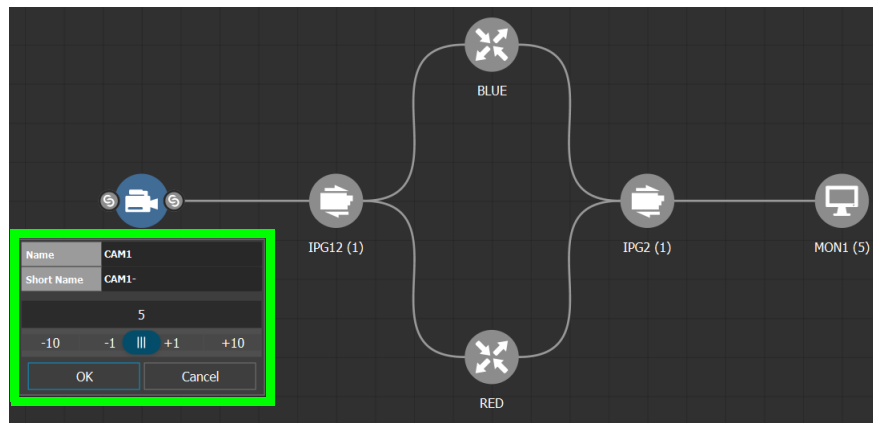 BLUE
IPG12 (1)
IPG2 (1)
MON1 (5)
Name CAM1
Short Name CAM1-
5
-10 -1 +1 +10
OK Cancel
RED